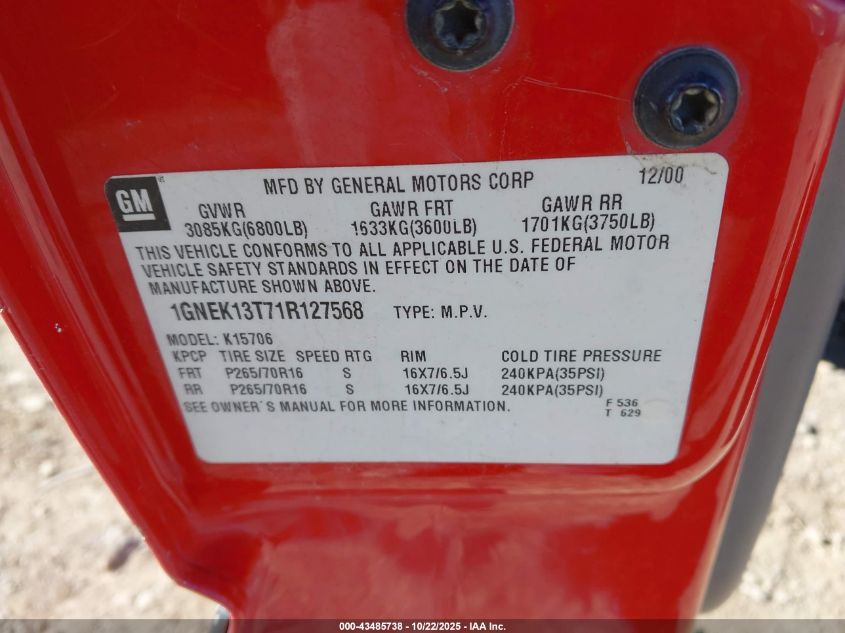 GM
MFD BY GENERAL MOTORS CORP 12/00
GVWR GAWR FRT GAWR RR
3085KG(6800LB) 1633KG(3600LB) 1701KG(3750LB)
THIS VEHICLE CONFORMS TO ALL APPLICABLE U.S. FEDERAL MOTOR
VEHICLE SAFETY STANDARDS IN EFFECT ON THE DATE OF
MANUFACTURE SHOWN ABOVE.
1GNEK13T71R127568 TYPE: M.P.V.
MODEL: K15706
KPCP TIRE SIZE SPEED RTG RIM COLD TIRE PRESSURE
FRT P265/70R16 S 16X7/6.5J 240KPA(35PSI)
RR P265/70R16 S 16X7/6.5J 240KPA(35PSI)
SEE OWNER'S MANUAL FOR MORE INFORMATION.
F 536
T 629
000-43485738 - 10/22/2025 - IAA Inc.